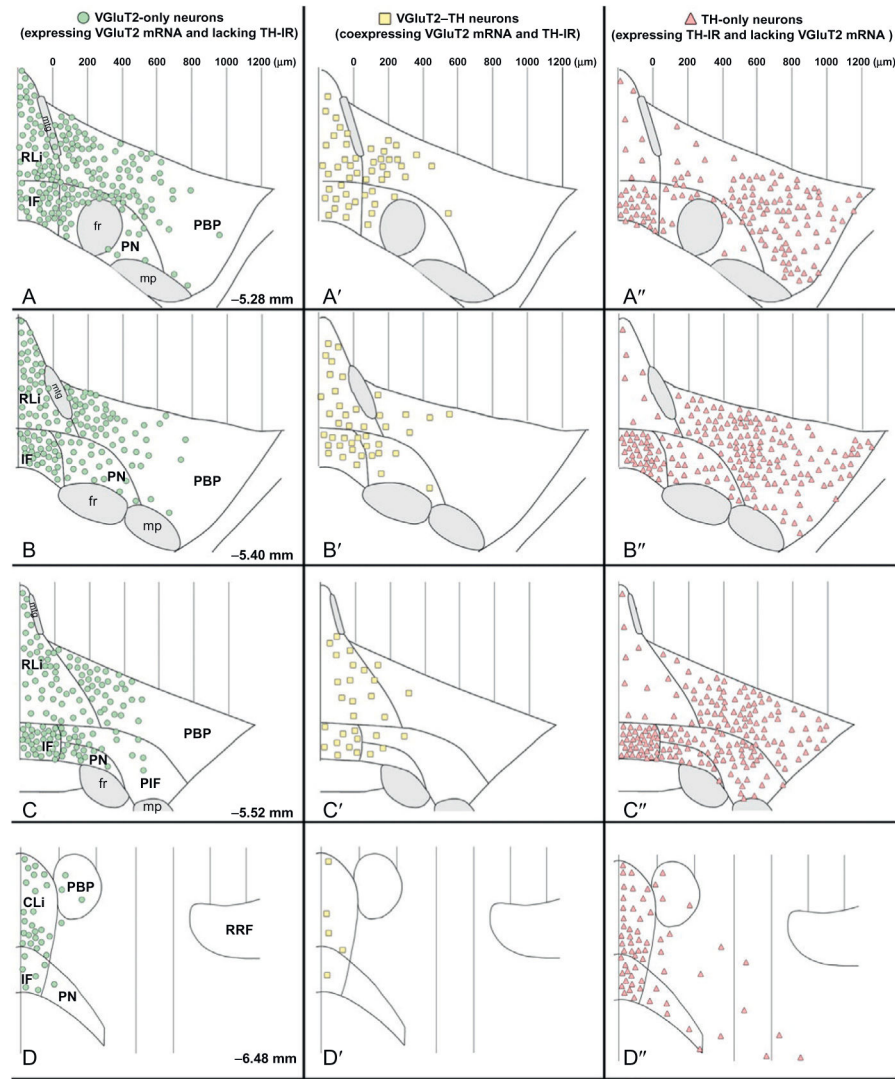 VGluT2-only neurons
(expressing VGluT2 mRNA and lacking TH-IR)
VGluT2–TH neurons
(coexpressing VGluT2 mRNA and TH-IR)
TH-only neurons
(expressing TH-IR and lacking VGluT2 mRNA )
0 200 400 600 800 1000 1200 (μm)
0 200 400 600 800 1000 1200 (μm)
0 200 400 600 800 1000 1200 (μm)
mtg
RLi
IF
fr
PN
PBP
mp
A
–5.28 mm
A′
A″
mtg
RLi
IF
PN
PBP
fr
mp
B
–5.40 mm
B′
B″
mtg
RLi
PBP
IF
PN
fr
PIF
mp
C
–5.52 mm
C′
C″
PBP
CLi
RRF
IF
PN
D
–6.48 mm
D′
D″